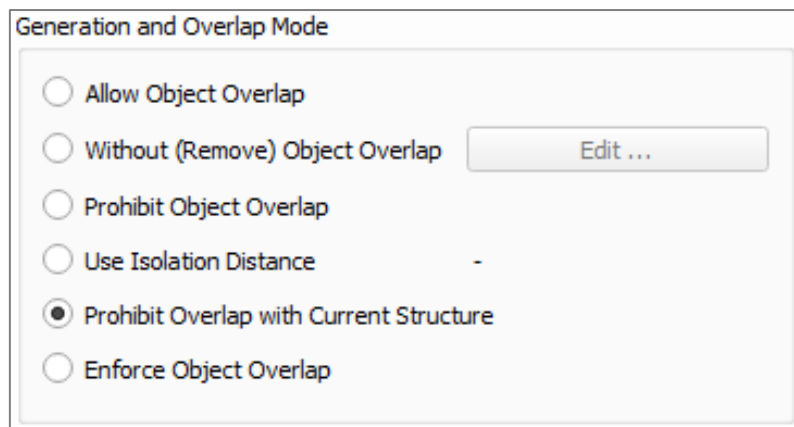 Generation and Overlap Mode
Allow Object Overlap
Without (Remove) Object Overlap Edit ...
Prohibit Object Overlap
Use Isolation Distance -
Prohibit Overlap with Current Structure
Enforce Object Overlap